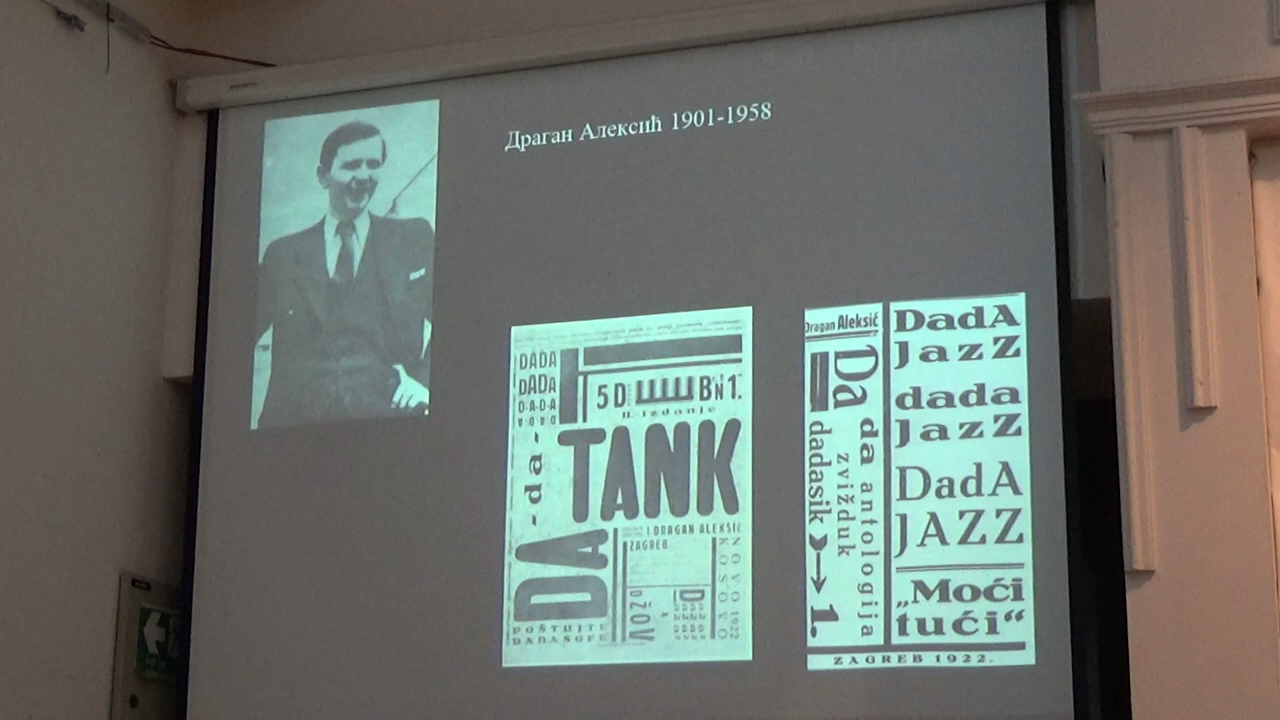 Драган Алексић 1901-1958
DADA
DADA
D-A-D-A
5D
BN1.
II. Izdanje
-da-
TANK
DA
I DRAGAN ALEKSIĆ
ZAGREB
NOVO 1922
KOSOVO
POŠTUJTE
DADASOFE
Dragan Aleksić
Da da antologija
zvižduk
dadasik 1.
DadA
JazZ
dada
JazZ
DadA
JAZZ
„Moći
tući“
ZAGREB 1922.